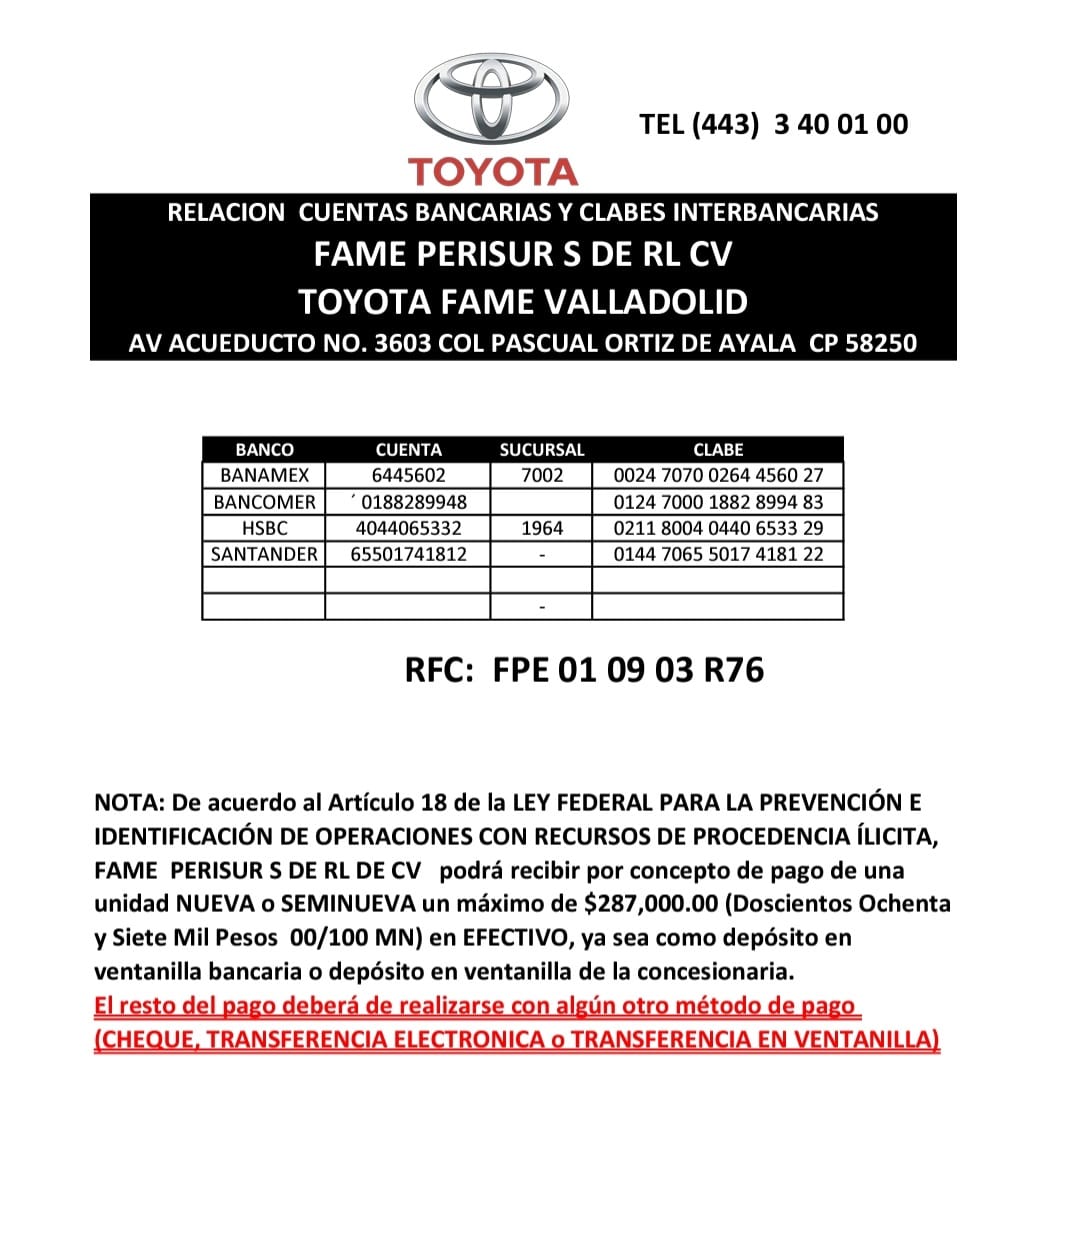 TEL (443) 3 40 01 00
TOYOTA
RELACION CUENTAS BANCARIAS Y CLABES INTERBANCARIAS
FAME PERISUR S DE RL CV
TOYOTA FAME VALLADOLID
AV ACUEDUCTO NO. 3603 COL PASCUAL ORTIZ DE AYALA CP 58250
BANCO CUENTA SUCURSAL CLABE
BANAMEX 6445602 7002 0024 7070 0264 4560 27
BANCOMER ´ 0188289948 0124 7000 1882 8994 83
HSBC 4044065332 1964 0211 8004 0440 6533 29
SANTANDER 65501741812 - 0144 7065 5017 4181 22
-
RFC: FPE 01 09 03 R76
NOTA: De acuerdo al Artículo 18 de la LEY FEDERAL PARA LA PREVENCIÓN E
IDENTIFICACIÓN DE OPERACIONES CON RECURSOS DE PROCEDENCIA ÍLICITA,
FAME PERISUR S DE RL DE CV podrá recibir por concepto de pago de una
unidad NUEVA o SEMINUEVA un máximo de $287,000.00 (Doscientos Ochenta
y Siete Mil Pesos 00/100 MN) en EFECTIVO, ya sea como depósito en
ventanilla bancaria o depósito en ventanilla de la concesionaria.
El resto del pago deberá de realizarse con algún otro método de pago
(CHEQUE, TRANSFERENCIA ELECTRONICA o TRANSFERENCIA EN VENTANILLA)